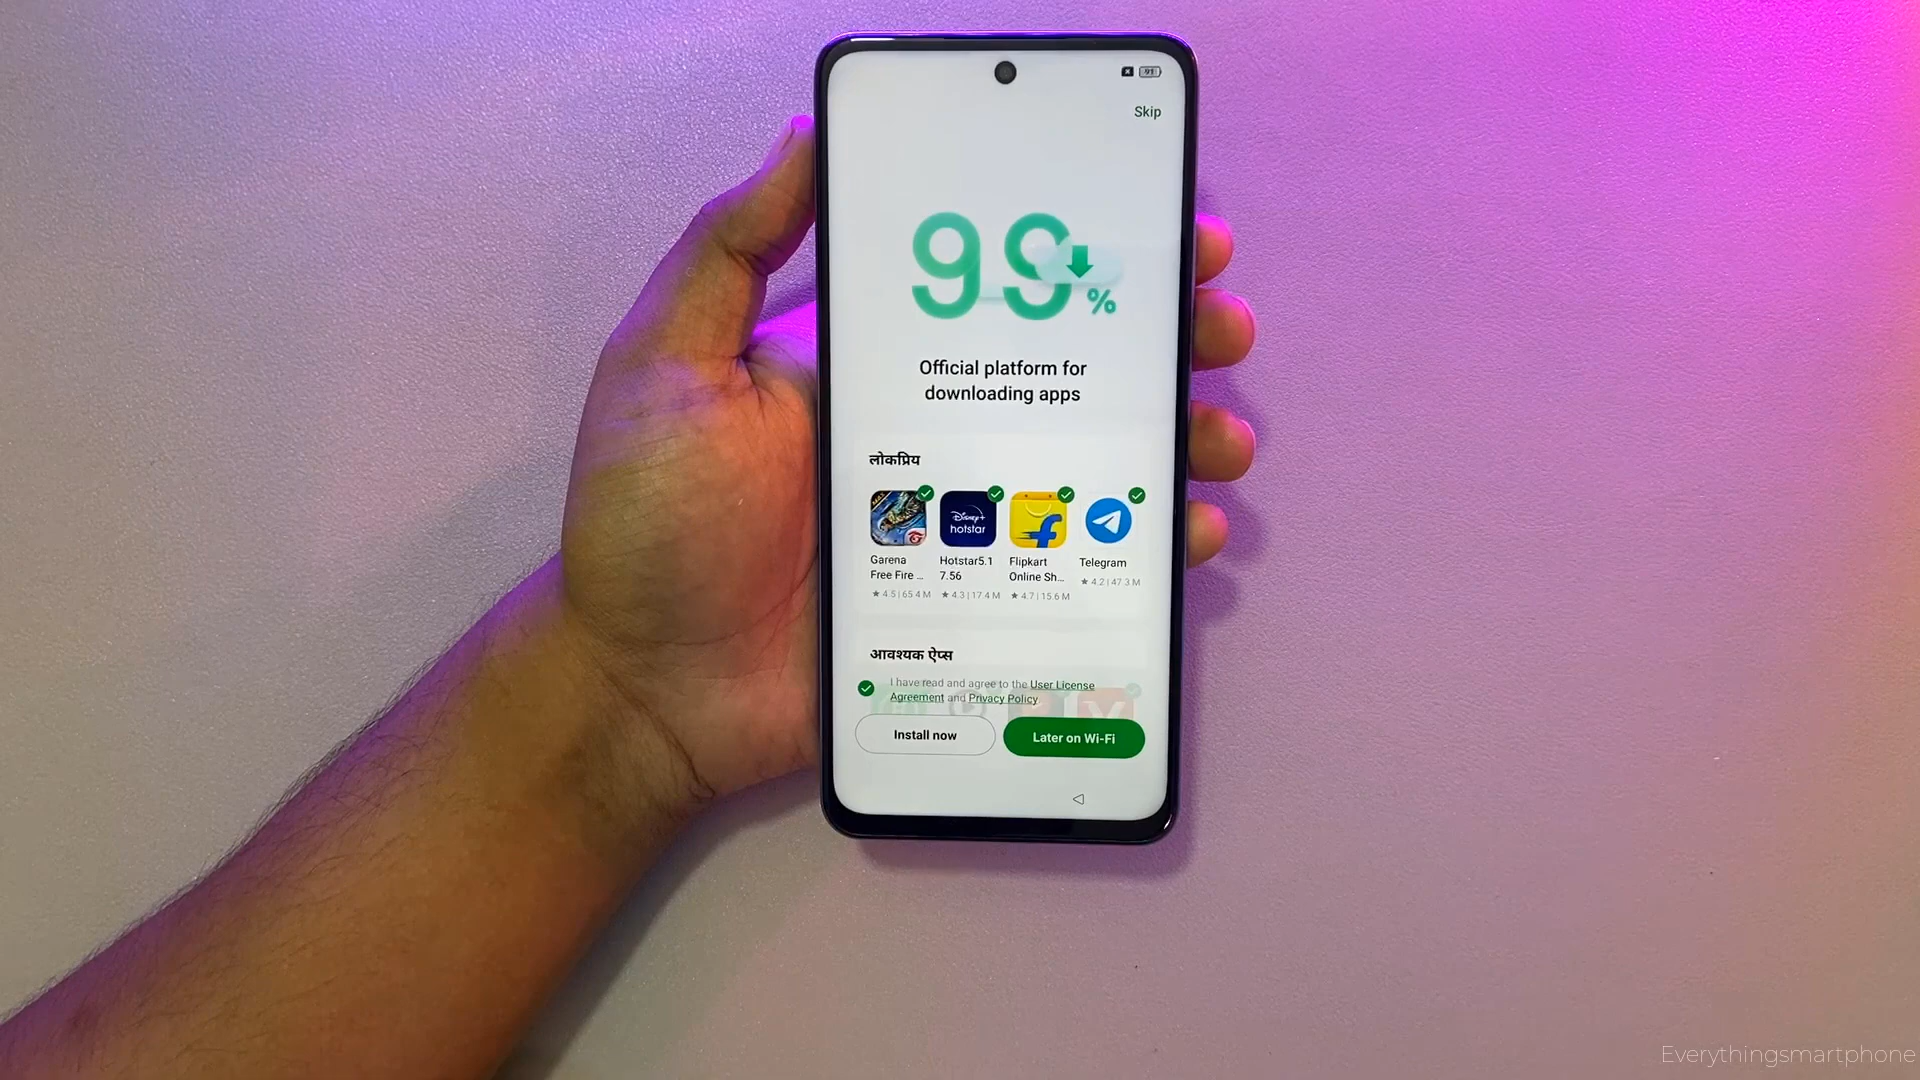 91
Skip
99%
Official platform for
downloading apps
लोकप्रिय
MAX
Disney+
hotstar
Garena
Free Fire ...
Hotstar5.1
7.56
Flipkart
Online Sh...
Telegram
★ 4.5 | 65.4 M
★ 4.3 | 17.4 M
★ 4.7 | 15.6 M
★ 4.2 | 47.3 M
आवश्यक ऐप्स
I have read and agree to the User License
Agreement and Privacy Policy
Install now
Later on Wi-Fi
Everythingsmartphone